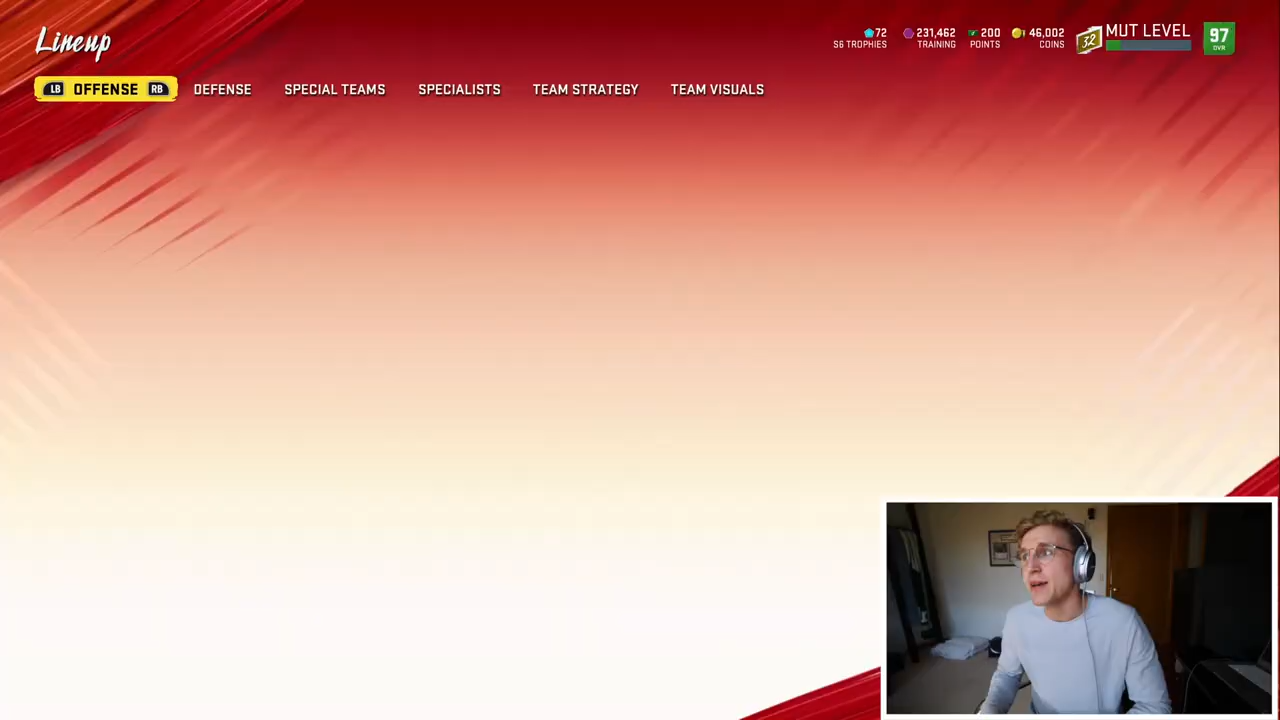 Lineup
72
S6 TROPHIES
231,462
TRAINING
200
POINTS
46,002
COINS
32
MUT LEVEL
97
OVR
LB OFFENSE RB
DEFENSE
SPECIAL TEAMS
SPECIALISTS
TEAM STRATEGY
TEAM VISUALS